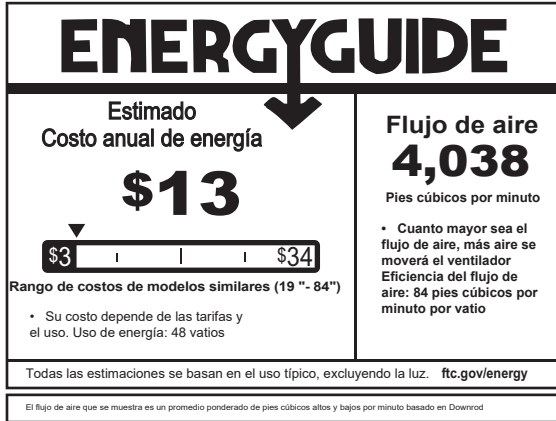 ENERGYGUIDE
Estimado
Costo anual de energía
$13
$3
$34
Rango de costos de modelos similares (19 "- 84")
• Su costo depende de las tarifas y
el uso. Uso de energía: 48 vatios
Flujo de aire
4,038
Pies cúbicos por minuto
• Cuanto mayor sea el
flujo de aire, más aire se
moverá el ventilador
Eficiencia del flujo de
aire: 84 pies cúbicos por
minuto por vatio
Todas las estimaciones se basan en el uso típico, excluyendo la luz. ftc.gov/energy
El flujo de aire que se muestra es un promedio ponderado de pies cúbicos altos y bajos por minuto basado en Downrod